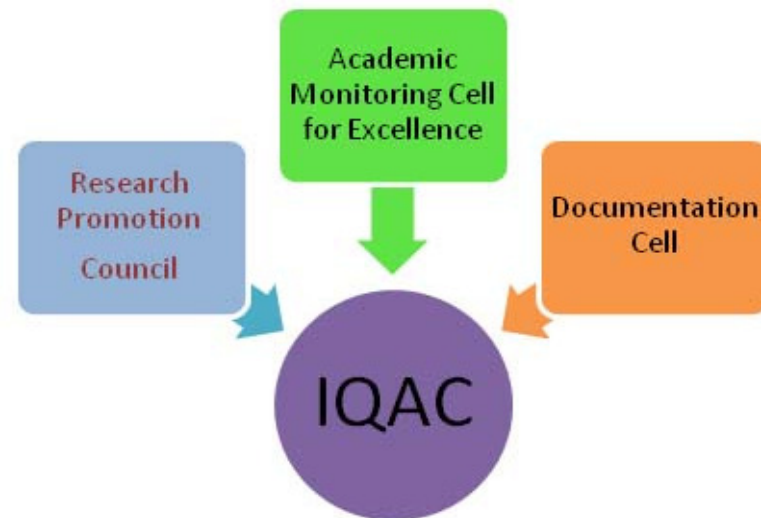 Academic
Monitoring Cell
for Excellence
Research
Promotion
Council
Documentation
Cell
IQAC